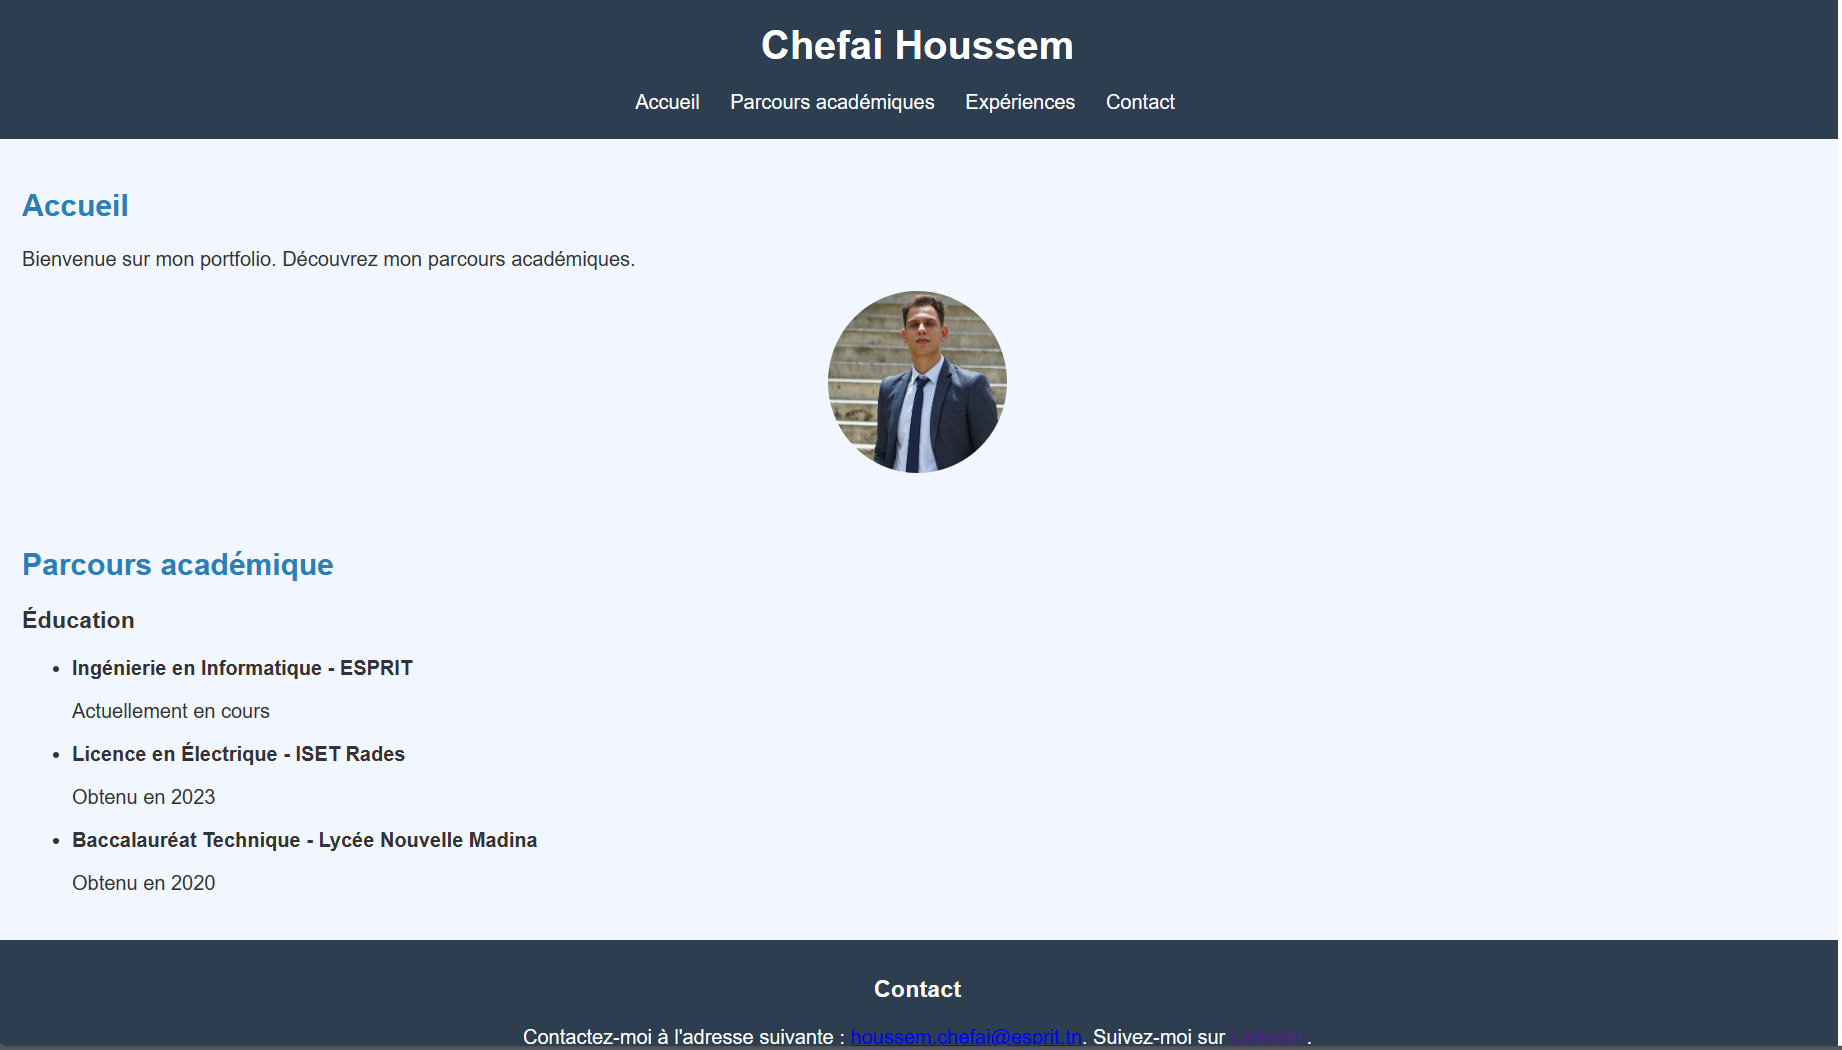 Chefai Houssem
Accueil Parcours académiques Expériences Contact
Accueil
Bienvenue sur mon portfolio. Découvrez mon parcours académiques.
Parcours académique
Éducation
Ingénierie en Informatique - ESPRIT
Actuellement en cours
Licence en Électrique - ISET Rades
Obtenu en 2023
Baccalauréat Technique - Lycée Nouvelle Madina
Obtenu en 2020
Contact
Contactez-moi à l'adresse suivante : houssem.chefai@esprit.tn. Suivez-moi sur LinkedIn.